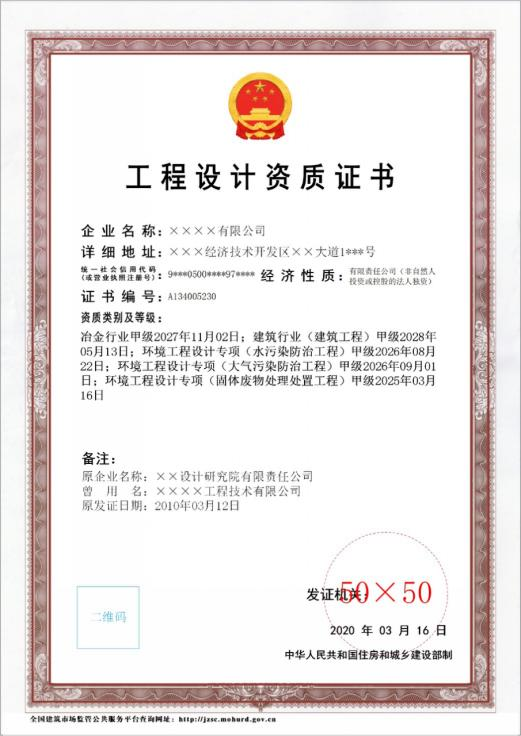 工程设计资质证书
企业名称：××××有限公司
详细地址：×××经济技术开发区××大道1***号
统一社会信用代码
（或营业执照注册号）：9***0500****97**** 经济性质：有限责任公司（非自然人
投资或控股的法人独资）
证书编号：A134005230
资质类别及等级：
冶金行业甲级2027年11月02日；建筑行业（建筑工程）甲级2028年
05月13日；环境工程设计专项（水污染防治工程）甲级2026年08月
22日；环境工程设计专项（大气污染防治工程）甲级2026年09月01
日；环境工程设计专项（固体废物处理处置工程）甲级2025年03月
16日
备注：
原企业名称：××设计研究院有限责任公司
曾 用 名：××××工程技术有限公司
原发证日期：2010年03月12日
发证机关：50×50
二维码
2020 年 03 月 16 日
中华人民共和国住房和城乡建设部制
全国建筑市场监管公共服务平台查询网址：http://jzsc.mohurd.gov.cn